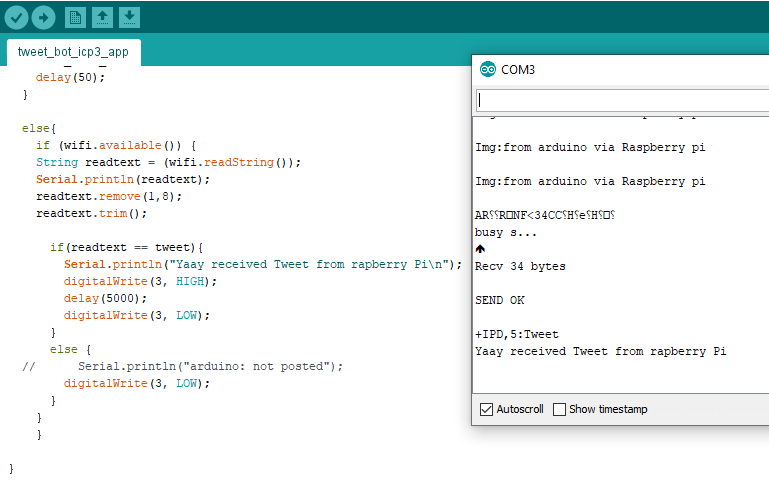 tweet_bot_icp3_app
delay(50);
}
else{
if (wifi.available()) {
String readtext = (wifi.readString());
Serial.println(readtext);
readtext.remove(1,8);
readtext.trim();
if(readtext == tweet){
Serial.println("Yaay received Tweet from rapberry Pi\n");
digitalWrite(3, HIGH);
delay(5000);
digitalWrite(3, LOW);
}
else {
// Serial.println("arduino: not posted");
digitalWrite(3, LOW);
}
}
}
}
COM3
Img:from arduino via Raspberry pi
Img:from arduino via Raspberry pi
AR⸮⸮R□NF<34CC⸮H⸮e⸮H⸮□⸮
busy s...
Recv 34 bytes
SEND OK
+IPD,5:Tweet
Yaay received Tweet from rapberry Pi
Autoscroll
Show timestamp